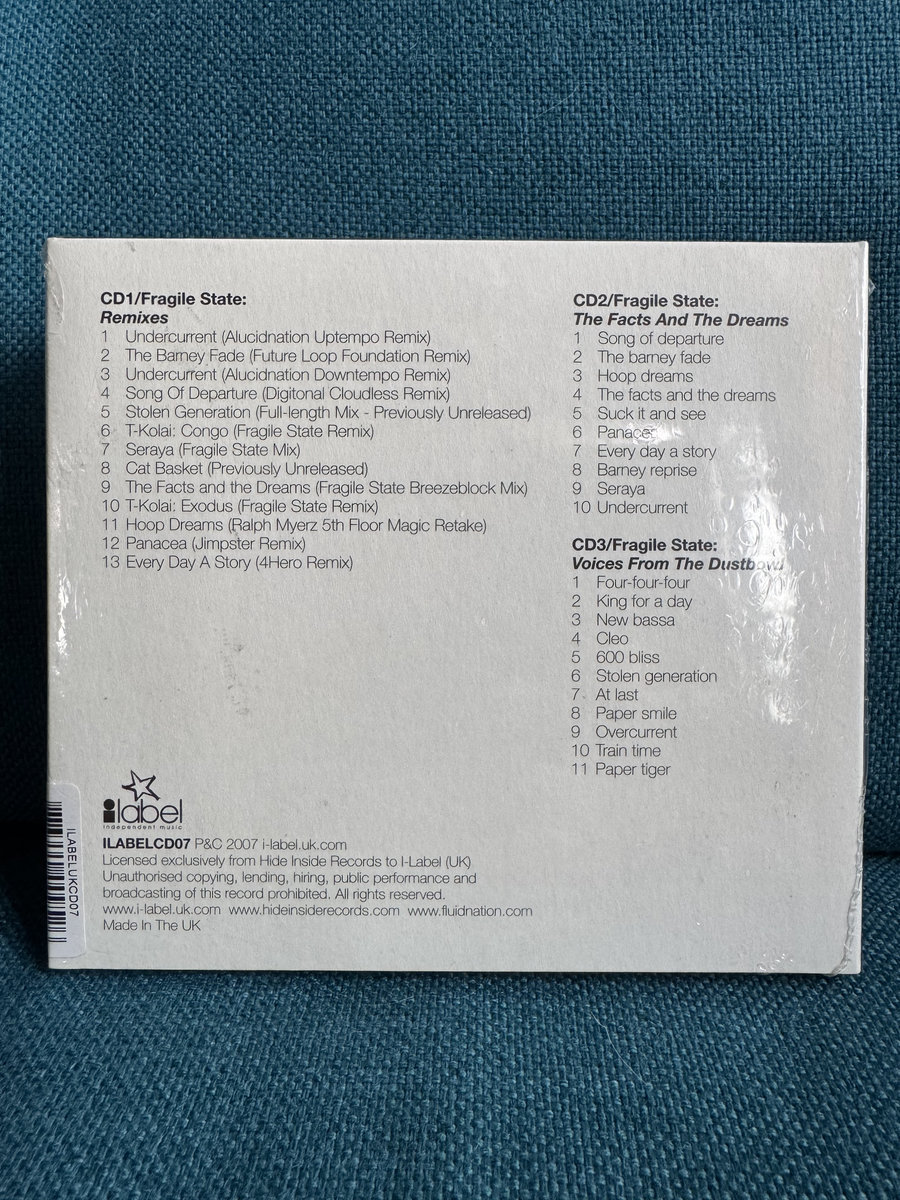 CD1/Fragile State:
Remixes
1 Undercurrent (Alucidnation Uptempo Remix)
2 The Barney Fade (Future Loop Foundation Remix)
3 Undercurrent (Alucidnation Downtempo Remix)
4 Song Of Departure (Digitonal Cloudless Remix)
5 Stolen Generation (Full-length Mix - Previously Unreleased)
6 T-Kolai: Congo (Fragile State Remix)
7 Seraya (Fragile State Mix)
8 Cat Basket (Previously Unreleased)
9 The Facts and the Dreams (Fragile State Breezeblock Mix)
10 T-Kolai: Exodus (Fragile State Remix)
11 Hoop Dreams (Ralph Myerz 5th Floor Magic Retake)
12 Panacea (Jimpster Remix)
13 Every Day A Story (4Hero Remix)
CD2/Fragile State:
The Facts And The Dreams
1 Song of departure
2 The barney fade
3 Hoop dreams
4 The facts and the dreams
5 Suck it and see
6 Panacea
7 Every day a story
8 Barney reprise
9 Seraya
10 Undercurrent
CD3/Fragile State:
Voices From The Dustbowl
1 Four-four-four
2 King for a day
3 New bassa
4 Cleo
5 600 bliss
6 Stolen generation
7 At last
8 Paper smile
9 Overcurrent
10 Train time
11 Paper tiger
ilabel
independent music
ILABELCD07 P&C 2007 i-label.uk.com
Licensed exclusively from Hide Inside Records to I-Label (UK)
Unauthorised copying, lending, hiring, public performance and
broadcasting of this record prohibited. All rights reserved.
www.i-label.uk.com www.hideinsiderecords.com www.fluidnation.com
Made In The UK
ILABELUKCD07